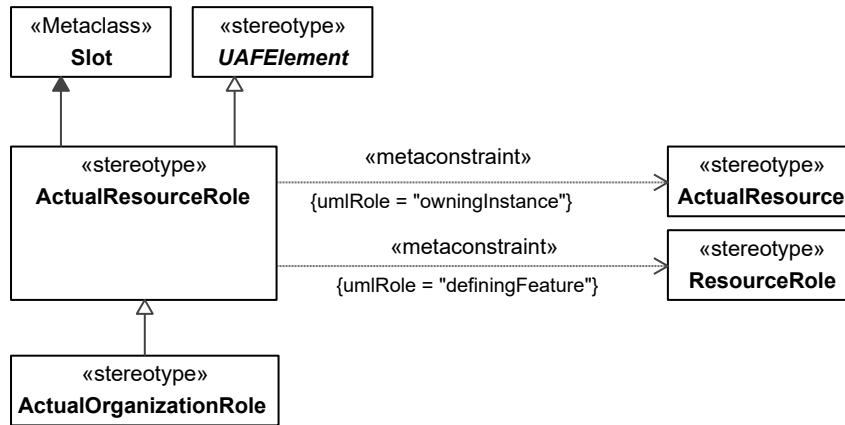 «Metaclass»
Slot
«stereotype»
UAFElement
«stereotype»
ActualResourceRole
«metaconstraint»
{umlRole = "owningInstance"}
«stereotype»
ActualResource
«metaconstraint»
{umlRole = "definingFeature"}
«stereotype»
ResourceRole
«stereotype»
ActualOrganizationRole